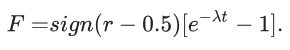 F =sign(r − 0.5)[e^{−λt} − 1].